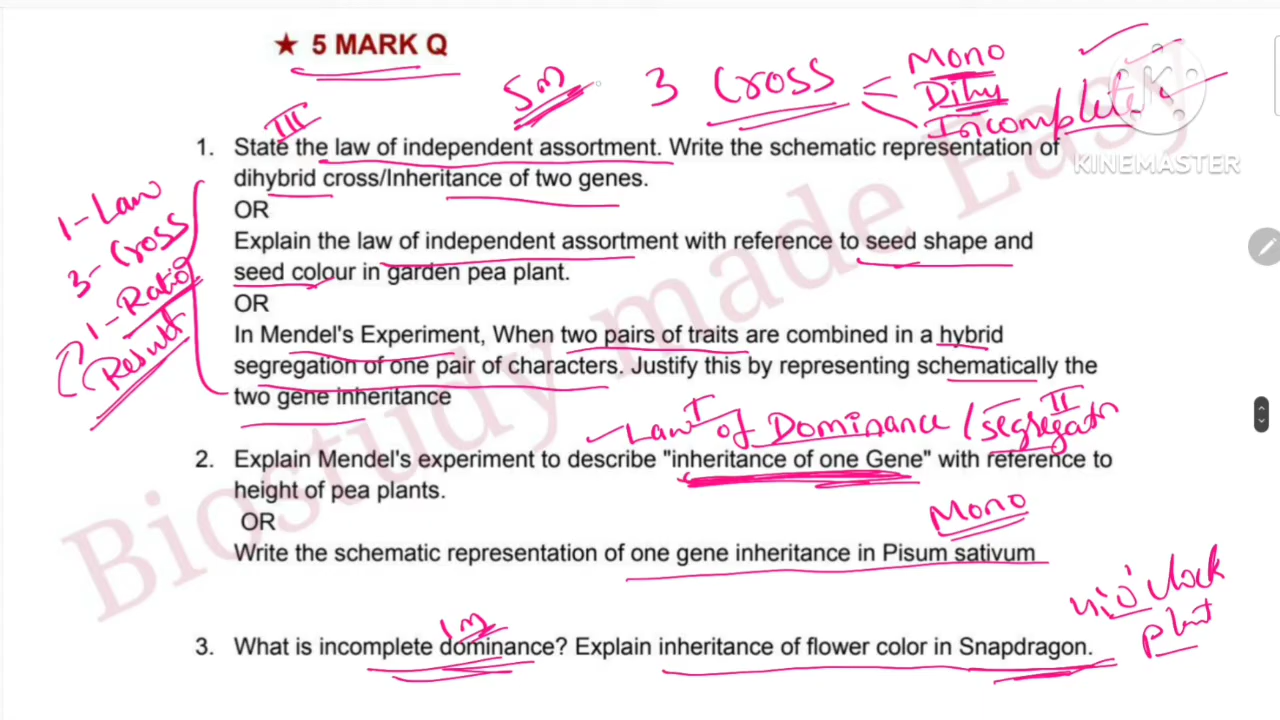 ★ 5 MARK Q
5m 3 Cross
Mono
Dihy
Incomplete
KINEMASTER
III
1. State the law of independent assortment. Write the schematic representation of
dihybrid cross/Inheritance of two genes.
OR
Explain the law of independent assortment with reference to seed shape and
seed colour in garden pea plant.
OR
In Mendel's Experiment, When two pairs of traits are combined in a hybrid
segregation of one pair of characters. Justify this by representing schematically the
two gene inheritance
1-Law
3-Cross
1-Ratio
Result
I II
Law of Dominance / segregatn
2. Explain Mendel's experiment to describe "inheritance of one Gene" with reference to
height of pea plants.
OR
Mono
Write the schematic representation of one gene inheritance in Pisum sativum
4'o'clock
plant
1m
3. What is incomplete dominance? Explain inheritance of flower color in Snapdragon.
Biostudy made Easy